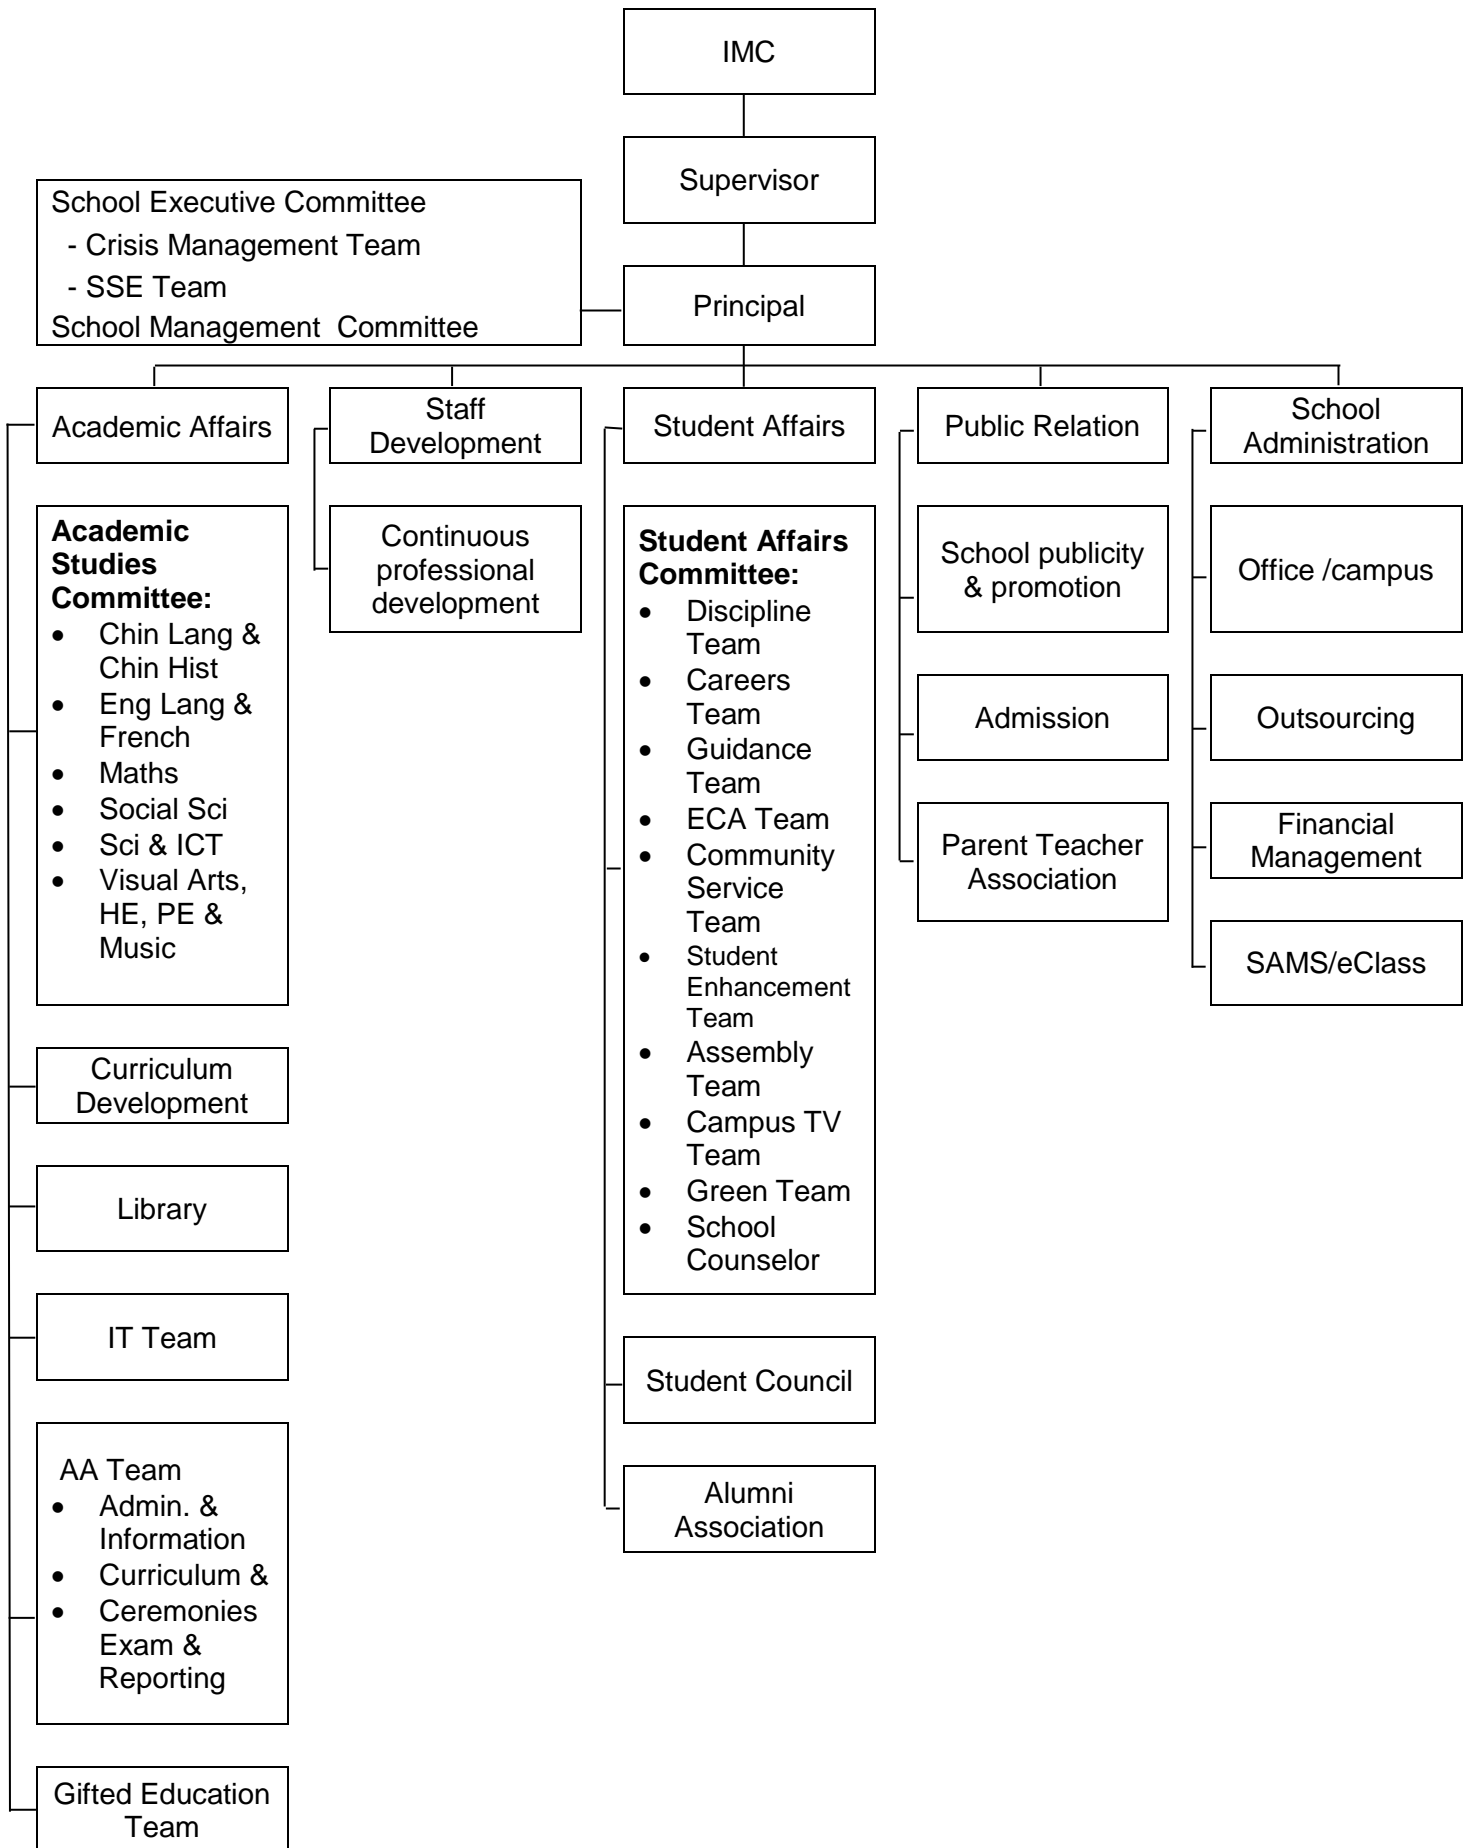 IMC
Supervisor
School Executive Committee
- Crisis Management Team
- SSE Team
School Management  Committee
Principal
Academic Affairs
Staff
Development
Student Affairs
Public Relation
School
Administration
Academic
Studies
Committee:
• Chin Lang &
Chin Hist
• Eng Lang &
French
• Maths
• Social Sci
• Sci & ICT
• Visual Arts,
HE, PE &
Music
Curriculum
Development
Library
IT Team
AA Team
• Admin. &
Information
• Curriculum &
• Ceremonies
Exam &
Reporting
Gifted Education
Team
Continuous
professional
development
Student Affairs
Committee:
• Discipline
Team
• Careers
Team
• Guidance
Team
• ECA Team
• Community
Service
Team
• Student
Enhancement
Team
• Assembly
Team
• Campus TV
Team
• Green Team
• School
Counselor
Student Council
Alumni
Association
School publicity
& promotion
Admission
Parent Teacher
Association
Office /campus
Outsourcing
Financial
Management
SAMS/eClass